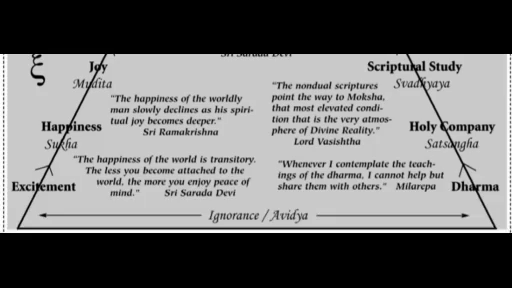 Sri Sarada Devi
ξ
Joy
Mudita
Scriptural Study
Svadhyaya
"The happiness of the worldly
man slowly declines as his spiri-
tual joy becomes deeper."
Sri Ramakrishna
"The nondual scriptures
point the way to Moksha,
that most elevated condi-
tion that is the very atmos-
phere of Divine Reality."
Lord Vasishtha
Happiness
Sukha
Holy Company
Satsangha
"The happiness of the world is transitory.
The less you become attached to the
world, the more you enjoy peace of
mind." Sri Sarada Devi
"Whenever I contemplate the teach-
ings of the dharma, I cannot help but
share them with others." Milarepa
Excitement
Dharma
Ignorance / Avidya